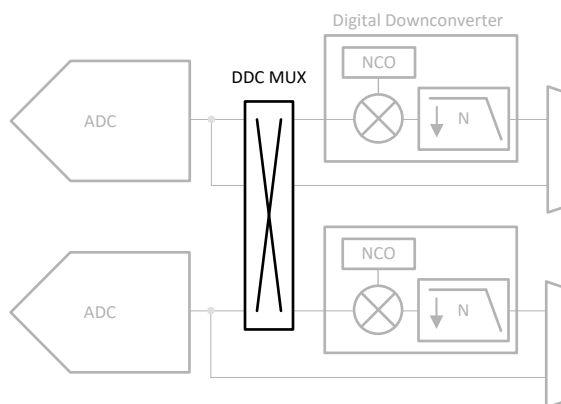 Digital Downconverter
NCO
DDC MUX
ADC
N
NCO
ADC
N